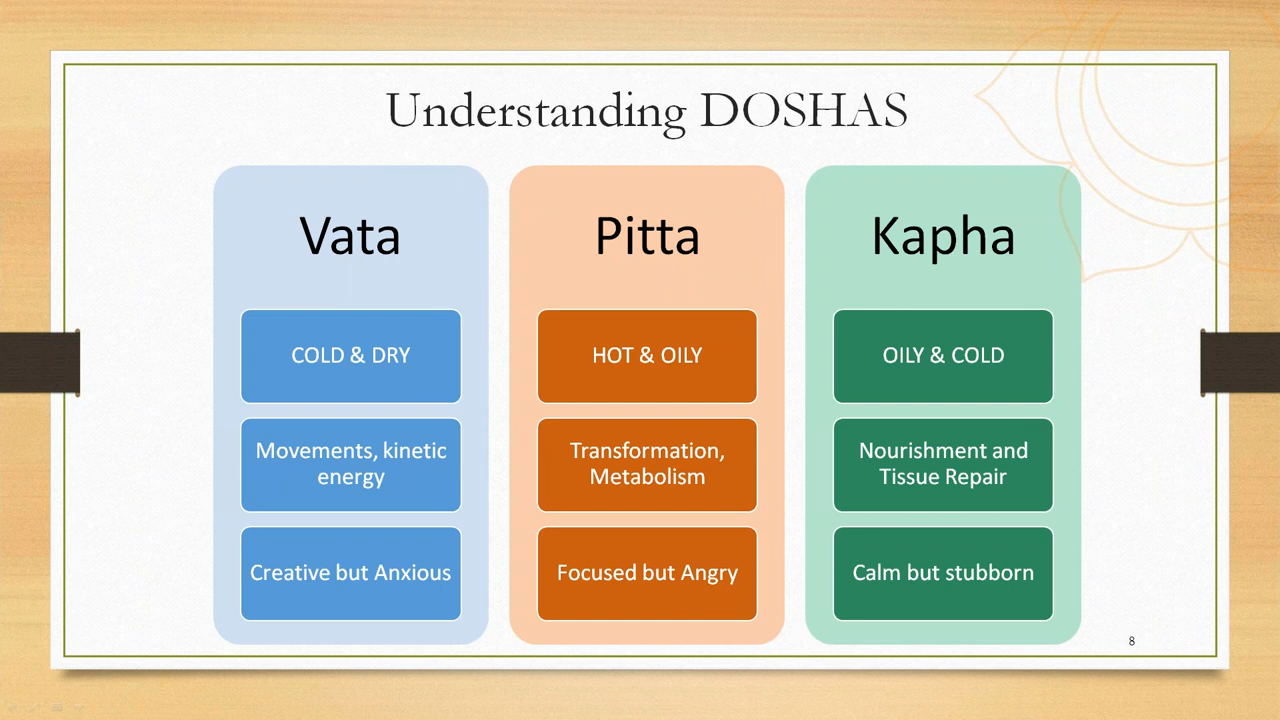 Understanding DOSHAS
Vata
COLD & DRY
Movements, kinetic
energy
Creative but Anxious
Pitta
HOT & OILY
Transformation,
Metabolism
Focused but Angry
Kapha
OILY & COLD
Nourishment and
Tissue Repair
Calm but stubborn
8